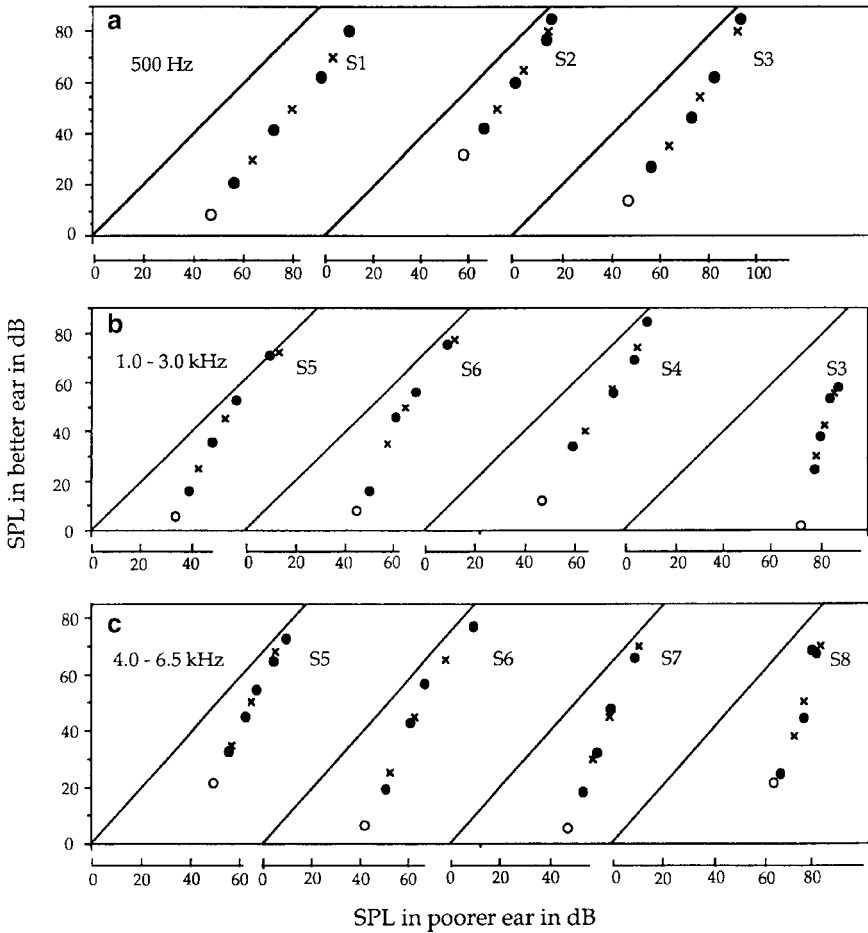 a
500 Hz
S1
S2
S3
80
60
40
20
0
0 20 40 60 80 0 20 40 60 0 20 40 60 80 100
b
1.0 - 3.0 kHz
S5
S6
S4
S3
80
60
40
20
0
0 20 40 0 20 40 60 0 20 40 60 0 20 40 60 80
c
4.0 - 6.5 kHz
S5
S6
S7
S8
80
60
40
20
0
0 20 40 60 0 20 40 60 0 20 40 0 20 40 60 80 100
SPL in better ear in dB
SPL in poorer ear in dB